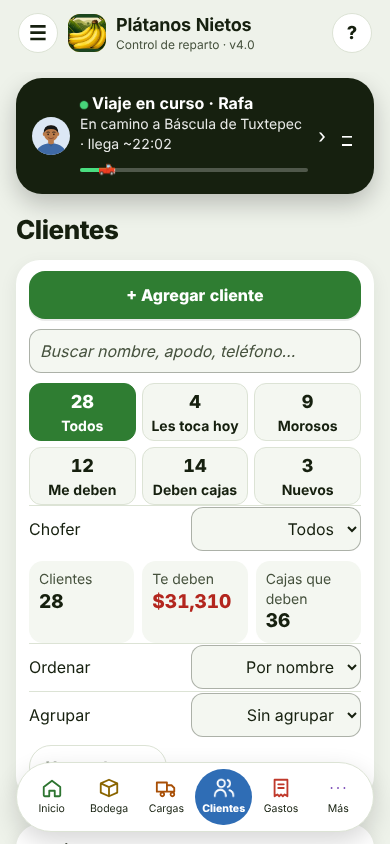 Plátanos Nietos
Control de reparto · v4.0
?
Viaje en curso · Rafa
En camino a Báscula de Tuxtepec
· llega ~22:02
Clientes
+ Agregar cliente
Buscar nombre, apodo, teléfono...
28
Todos
4
Les toca hoy
9
Morosos
12
Me deben
14
Deben cajas
3
Nuevos
Chofer
Todos
Clientes
28
Te deben
$31,310
Cajas que
deben
36
Ordenar
Por nombre
Agrupar
Sin agrupar
Inicio
Bodega
Cargas
Clientes
Gastos
Más